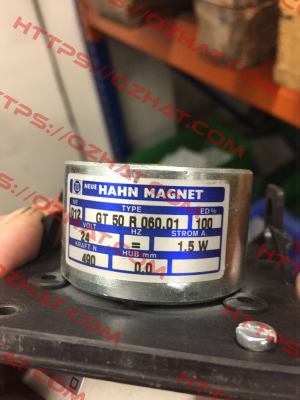 HTTPS://OZHAT.COM
HTTPS://OZHAT.COM
HTTPS://OZHAT.COM
HTTPS://OZHAT.COM
NEUE HAHN MAGNET
NR TYPE ED%
012 GT 50 R 060.01 100
VOLT HZ STROM A.
24 = 1.5 W
KRAFT N HUB mm
490 0.0